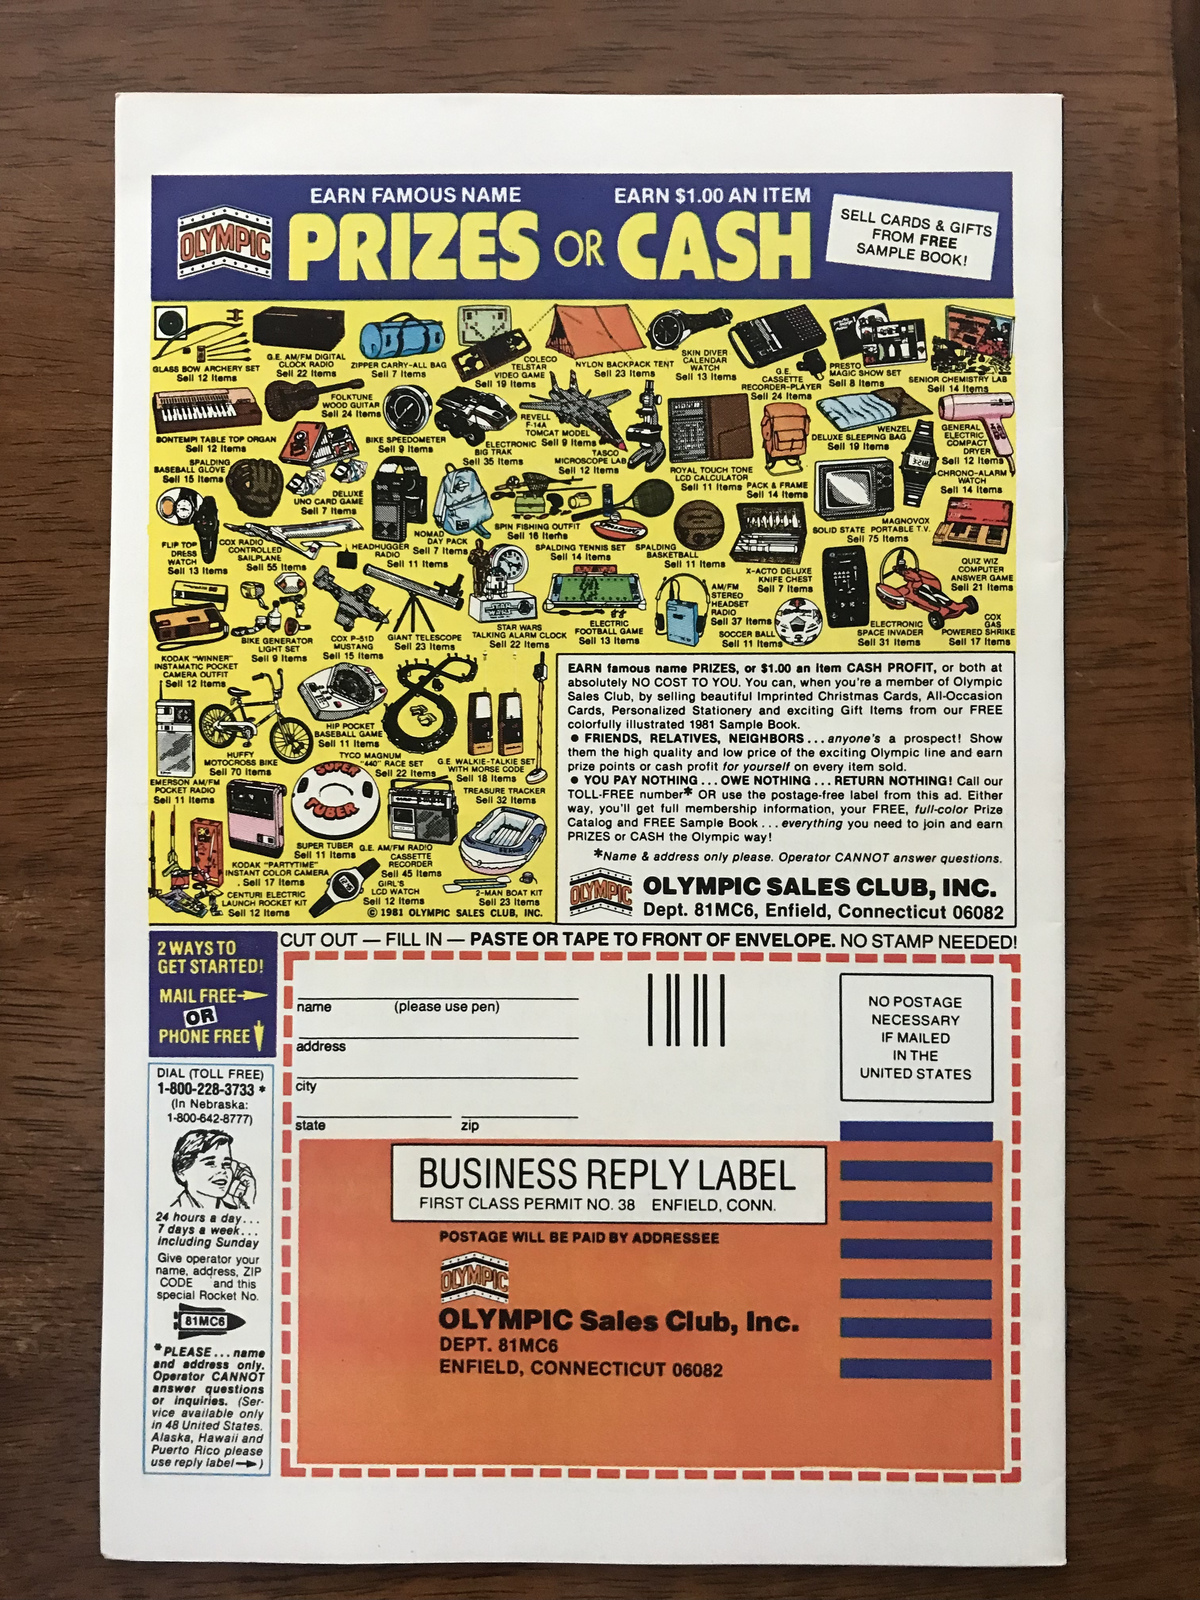 EARN FAMOUS NAME
EARN $1.00 AN ITEM
OLYMPIC
PRIZES OR CASH
SELL CARDS & GIFTS
FROM FREE
SAMPLE BOOK!
GLASS BOW ARCHERY SET
Sell 12 Items
G.E. AM/FM DIGITAL
CLOCK RADIO
Sell 22 Items
ZIPPER CARRY-ALL BAG
Sell 7 Items
COLECO
TELSTAR
VIDEO GAME
Sell 19 Items
NYLON BACKPACK TENT
Sell 23 Items
SKIN DIVER
CALENDAR
WATCH
Sell 13 Items
G.E.
CASSETTE
RECORDER-PLAYER
Sell 24 Items
PRESTO
MAGIC SHOW SET
Sell 8 Items
SENIOR CHEMISTRY LAB
Sell 14 Items
BONTEMPI TABLE TOP ORGAN
Sell 12 Items
FOLKTUNE
WOOD GUITAR
Sell 24 Items
BIKE SPEEDOMETER
Sell 9 Items
ELECTRONIC
BIG TRAK
Sell 35 Items
REVELL
F-14A
TOMCAT MODEL
Sell 9 Items
TASCO
MICROSCOPE LAB
Sell 12 Items
ROYAL TOUCH TONE
LCD CALCULATOR
Sell 11 Items
PACK & FRAME
Sell 14 Items
WENZEL
DELUXE SLEEPING BAG
Sell 19 Items
GENERAL
ELECTRIC
COMPACT
DRYER
Sell 12 Items
SPALDING
BASEBALL GLOVE
Sell 15 Items
DELUXE
UNO CARD GAME
Sell 7 Items
HEADHUGGER
RADIO
Sell 11 Items
NOMAD
DAY PACK
Sell 7 Items
SPIN FISHING OUTFIT
Sell 16 Items
SPALDING TENNIS SET
Sell 14 Items
SPALDING
BASKETBALL
Sell 11 Items
X-ACTO DELUXE
KNIFE CHEST
Sell 7 Items
MAGNOVOX
SOLID STATE PORTABLE T.V.
Sell 75 Items
CHRONO-ALARM
WATCH
Sell 14 Items
FLIP TOP
DRESS
WATCH
Sell 13 Items
COX RADIO
CONTROLLED
SAILPLANE
Sell 55 Items
QUIZ WIZ
COMPUTER
ANSWER GAME
Sell 21 Items
KODAK "WINNER"
INSTAMATIC POCKET
CAMERA OUTFIT
Sell 12 Items
BIKE GENERATOR
LIGHT SET
Sell 9 Items
COX P-51D
MUSTANG
Sell 15 Items
GIANT TELESCOPE
Sell 23 Items
STAR WARS
STAR WARS
TALKING ALARM CLOCK
Sell 22 Items
ELECTRIC
FOOTBALL GAME
Sell 13 Items
AM/FM
STEREO
HEADSET
RADIO
Sell 37 Items
SOCCER BALL
Sell 11 Items
ELECTRONIC
SPACE INVADER
Sell 31 Items
COX
GAS
POWERED SHRIKE
Sell 17 Items
EMERSON AM/FM
POCKET RADIO
Sell 11 Items
HUFFY
MOTOCROSS BIKE
Sell 70 Items
HIP POCKET
BASEBALL GAME
Sell 11 Items
TYCO MAGNUM
"440" RACE SET
Sell 22 Items
G.E. WALKIE-TALKIE SET
WITH MORSE CODE
Sell 18 Items
TREASURE TRACKER
Sell 32 Items
SUPER
TUBER
SUPER TUBER
Sell 11 Items
KODAK "PARTYTIME"
INSTANT COLOR CAMERA
Sell 17 Items
G.E. AM/FM RADIO
CASSETTE
RECORDER
Sell 45 Items
CENTURI ELECTRIC
LAUNCH ROCKET KIT
Sell 12 Items
GIRL'S
LCD WATCH
Sell 12 Items
2-MAN BOAT KIT
Sell 23 Items
© 1981 OLYMPIC SALES CLUB, INC.
EARN famous name PRIZES, or $1.00 an Item CASH PROFIT, or both at
absolutely NO COST TO YOU. You can, when you're a member of Olympic
Sales Club, by selling beautiful Imprinted Christmas Cards, All-Occasion
Cards, Personalized Stationery and exciting Gift Items from our FREE
colorfully illustrated 1981 Sample Book.
• FRIENDS, RELATIVES, NEIGHBORS...anyone's a prospect! Show
them the high quality and low price of the exciting Olympic line and earn
prize points or cash profit for yourself on every item sold.
• YOU PAY NOTHING...OWE NOTHING...RETURN NOTHING! Call our
TOLL-FREE number* OR use the postage-free label from this ad. Either
way, you'll get full membership information, your FREE, full-color Prize
Catalog and FREE Sample Book...everything you need to join and earn
PRIZES or CASH the Olympic way!
*Name & address only please. Operator CANNOT answer questions.
OLYMPIC
OLYMPIC SALES CLUB, INC.
Dept. 81MC6, Enfield, Connecticut 06082
2 WAYS TO
GET STARTED!
MAIL FREE
OR
PHONE FREE
CUT OUT — FILL IN — PASTE OR TAPE TO FRONT OF ENVELOPE. NO STAMP NEEDED!
name (please use pen)
address
city
state zip
NO POSTAGE
NECESSARY
IF MAILED
IN THE
UNITED STATES
DIAL (TOLL FREE)
1-800-228-3733 *
(In Nebraska:
1-800-642-8777)
24 hours a day...
7 days a week...
including Sunday
Give operator your
name, address, ZIP
CODE and this
special Rocket No.
81MC6
*PLEASE...name
and address only.
Operator CANNOT
answer questions
or inquiries. (Ser-
vice available only
in 48 United States.
Alaska, Hawaii and
Puerto Rico please
use reply label→)
BUSINESS REPLY LABEL
FIRST CLASS PERMIT NO. 38 ENFIELD, CONN.
POSTAGE WILL BE PAID BY ADDRESSEE
OLYMPIC
OLYMPIC Sales Club, Inc.
DEPT. 81MC6
ENFIELD, CONNECTICUT 06082